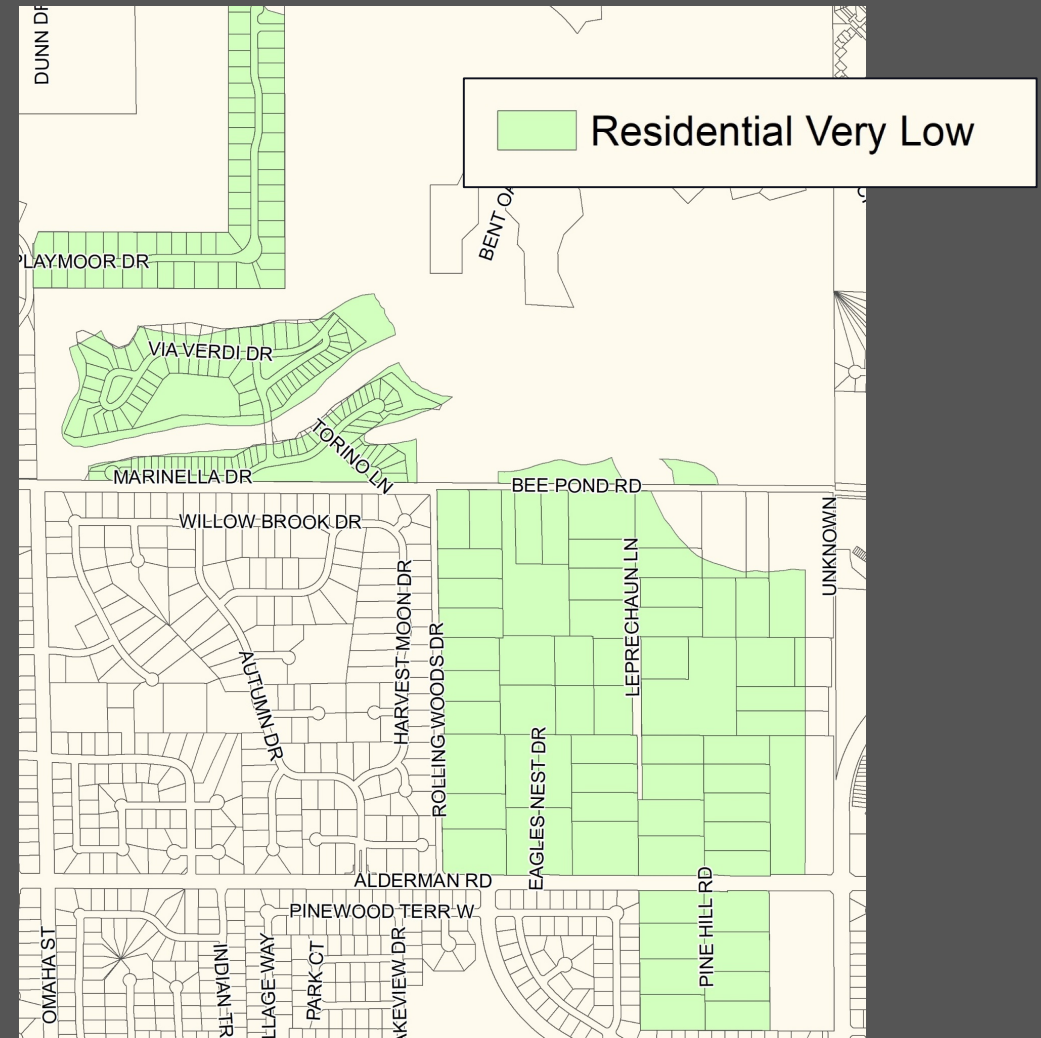 DUNN DR
Residential Very Low
BENT OA
PLAYMOOR DR
VIA VERDI DR
TORINO LN
MARINELLA DR
BEE POND RD
WILLOW BROOK DR
UNKNOWN
LEPRECHAUN LN
HARVEST MOON DR
ROLLING WOODS DR
AUTUMN DR
EAGLES NEST DR
ALDERMAN RD
PINE HILL RD
PINEWOOD TERR W
OMAHA ST
INDIAN TR
LLAGE WAY
PARK CT
AKEVIEW DR